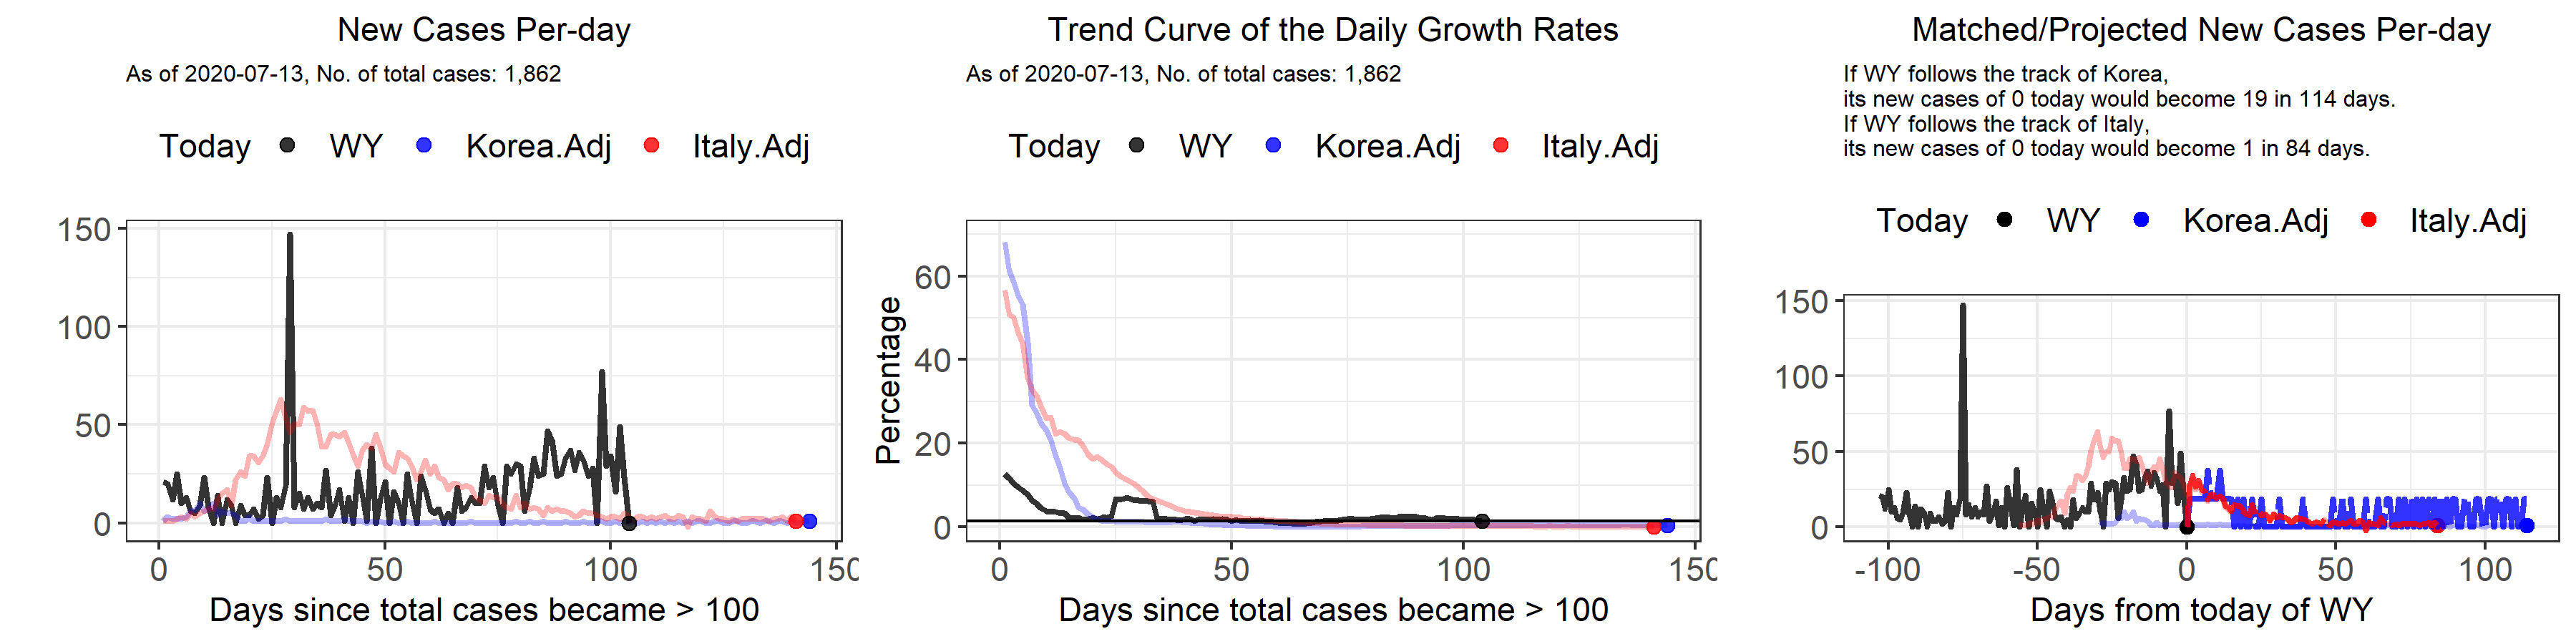 New Cases Per-day
As of 2020-07-13, No. of total cases: 1,862
Today WY Korea.Adj Italy.Adj
150
100
50
0
0 50 100 150
Days since total cases became > 100
Trend Curve of the Daily Growth Rates
As of 2020-07-13, No. of total cases: 1,862
Today WY Korea.Adj Italy.Adj
Percentage
60
40
20
0
0 50 100 150
Days since total cases became > 100
Matched/Projected New Cases Per-day
If WY follows the track of Korea,
its new cases of 0 today would become 19 in 114 days.
If WY follows the track of Italy,
its new cases of 0 today would become 1 in 84 days.
Today WY Korea.Adj Italy.Adj
150
100
50
0
-100 -50 0 50 100
Days from today of WY